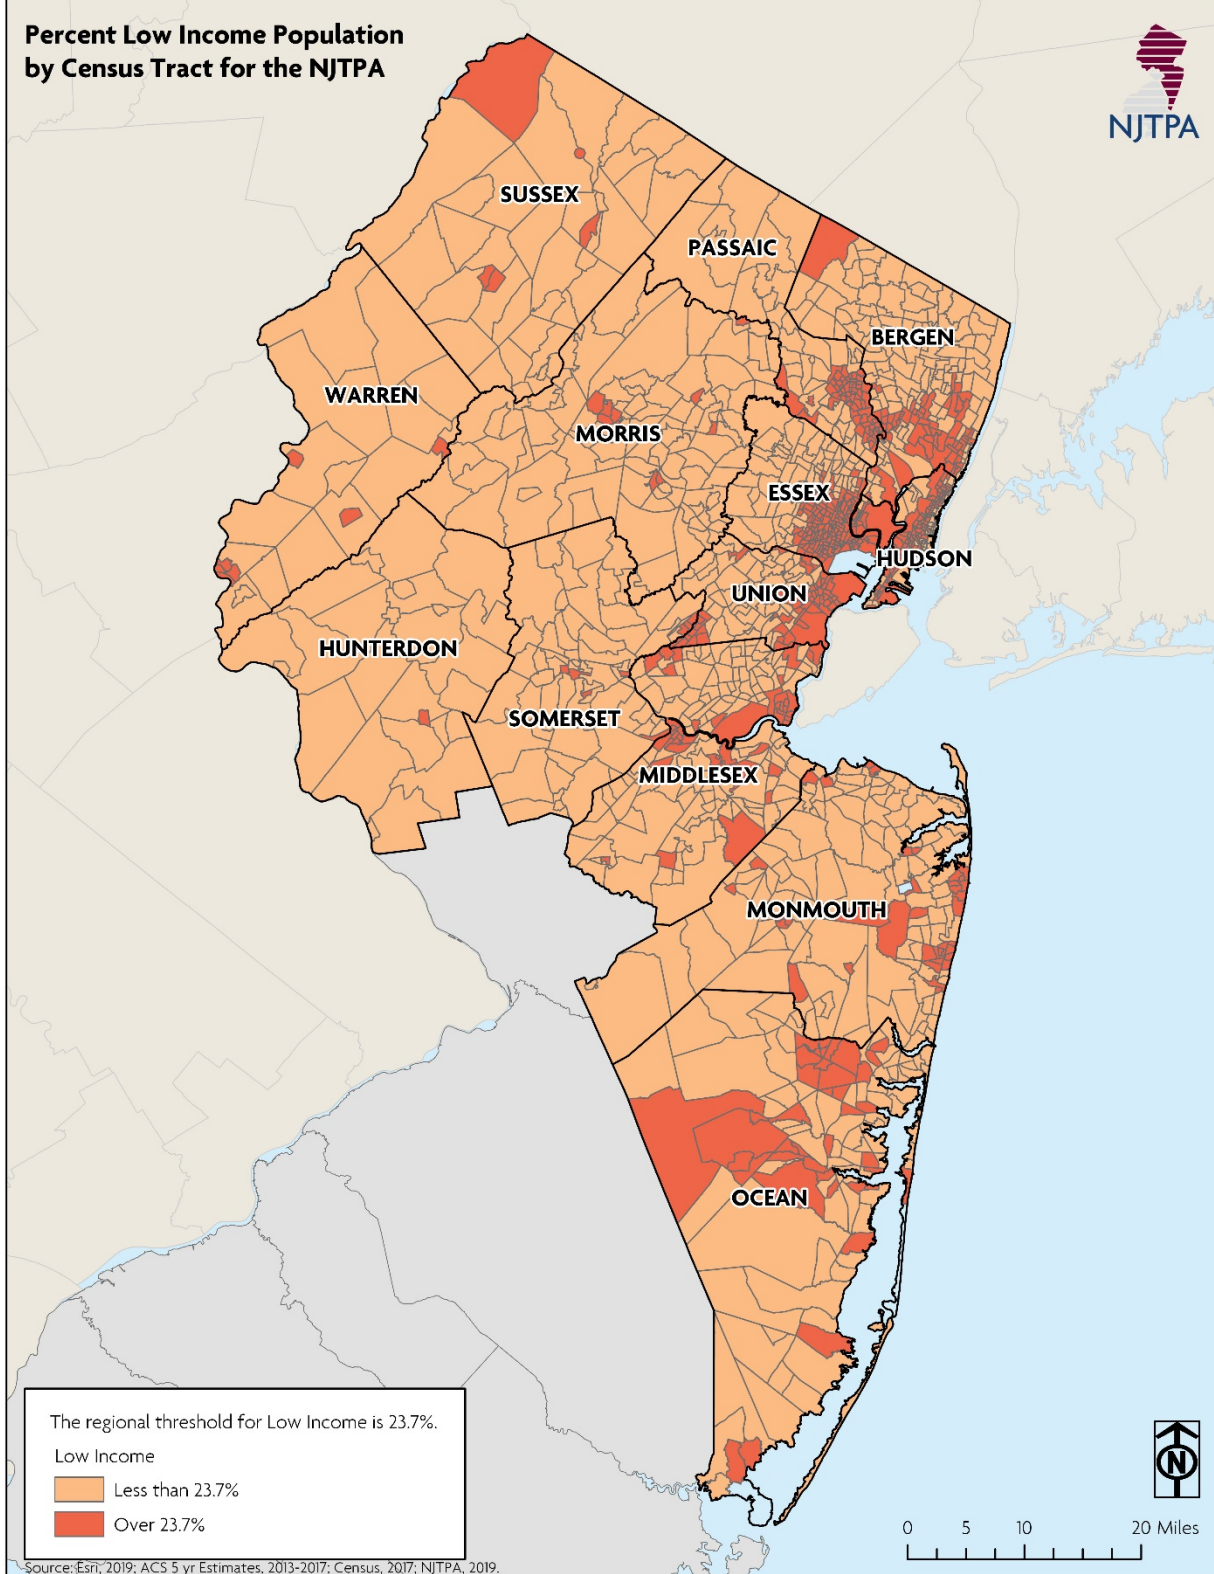 Percent Low Income Population
by Census Tract for the NJTPA
NJTPA
SUSSEX
PASSAIC
BERGEN
WARREN
MORRIS
ESSEX
HUDSON
UNION
HUNTERDON
SOMERSET
MIDDLESEX
MONMOUTH
OCEAN
The regional threshold for Low Income is 23.7%.
Low Income
Less than 23.7%
Over 23.7%
N
0 5 10 20 Miles
Source: Esri, 2019; ACS 5 yr Estimates, 2013-2017; Census, 2017; NJTPA, 2019.